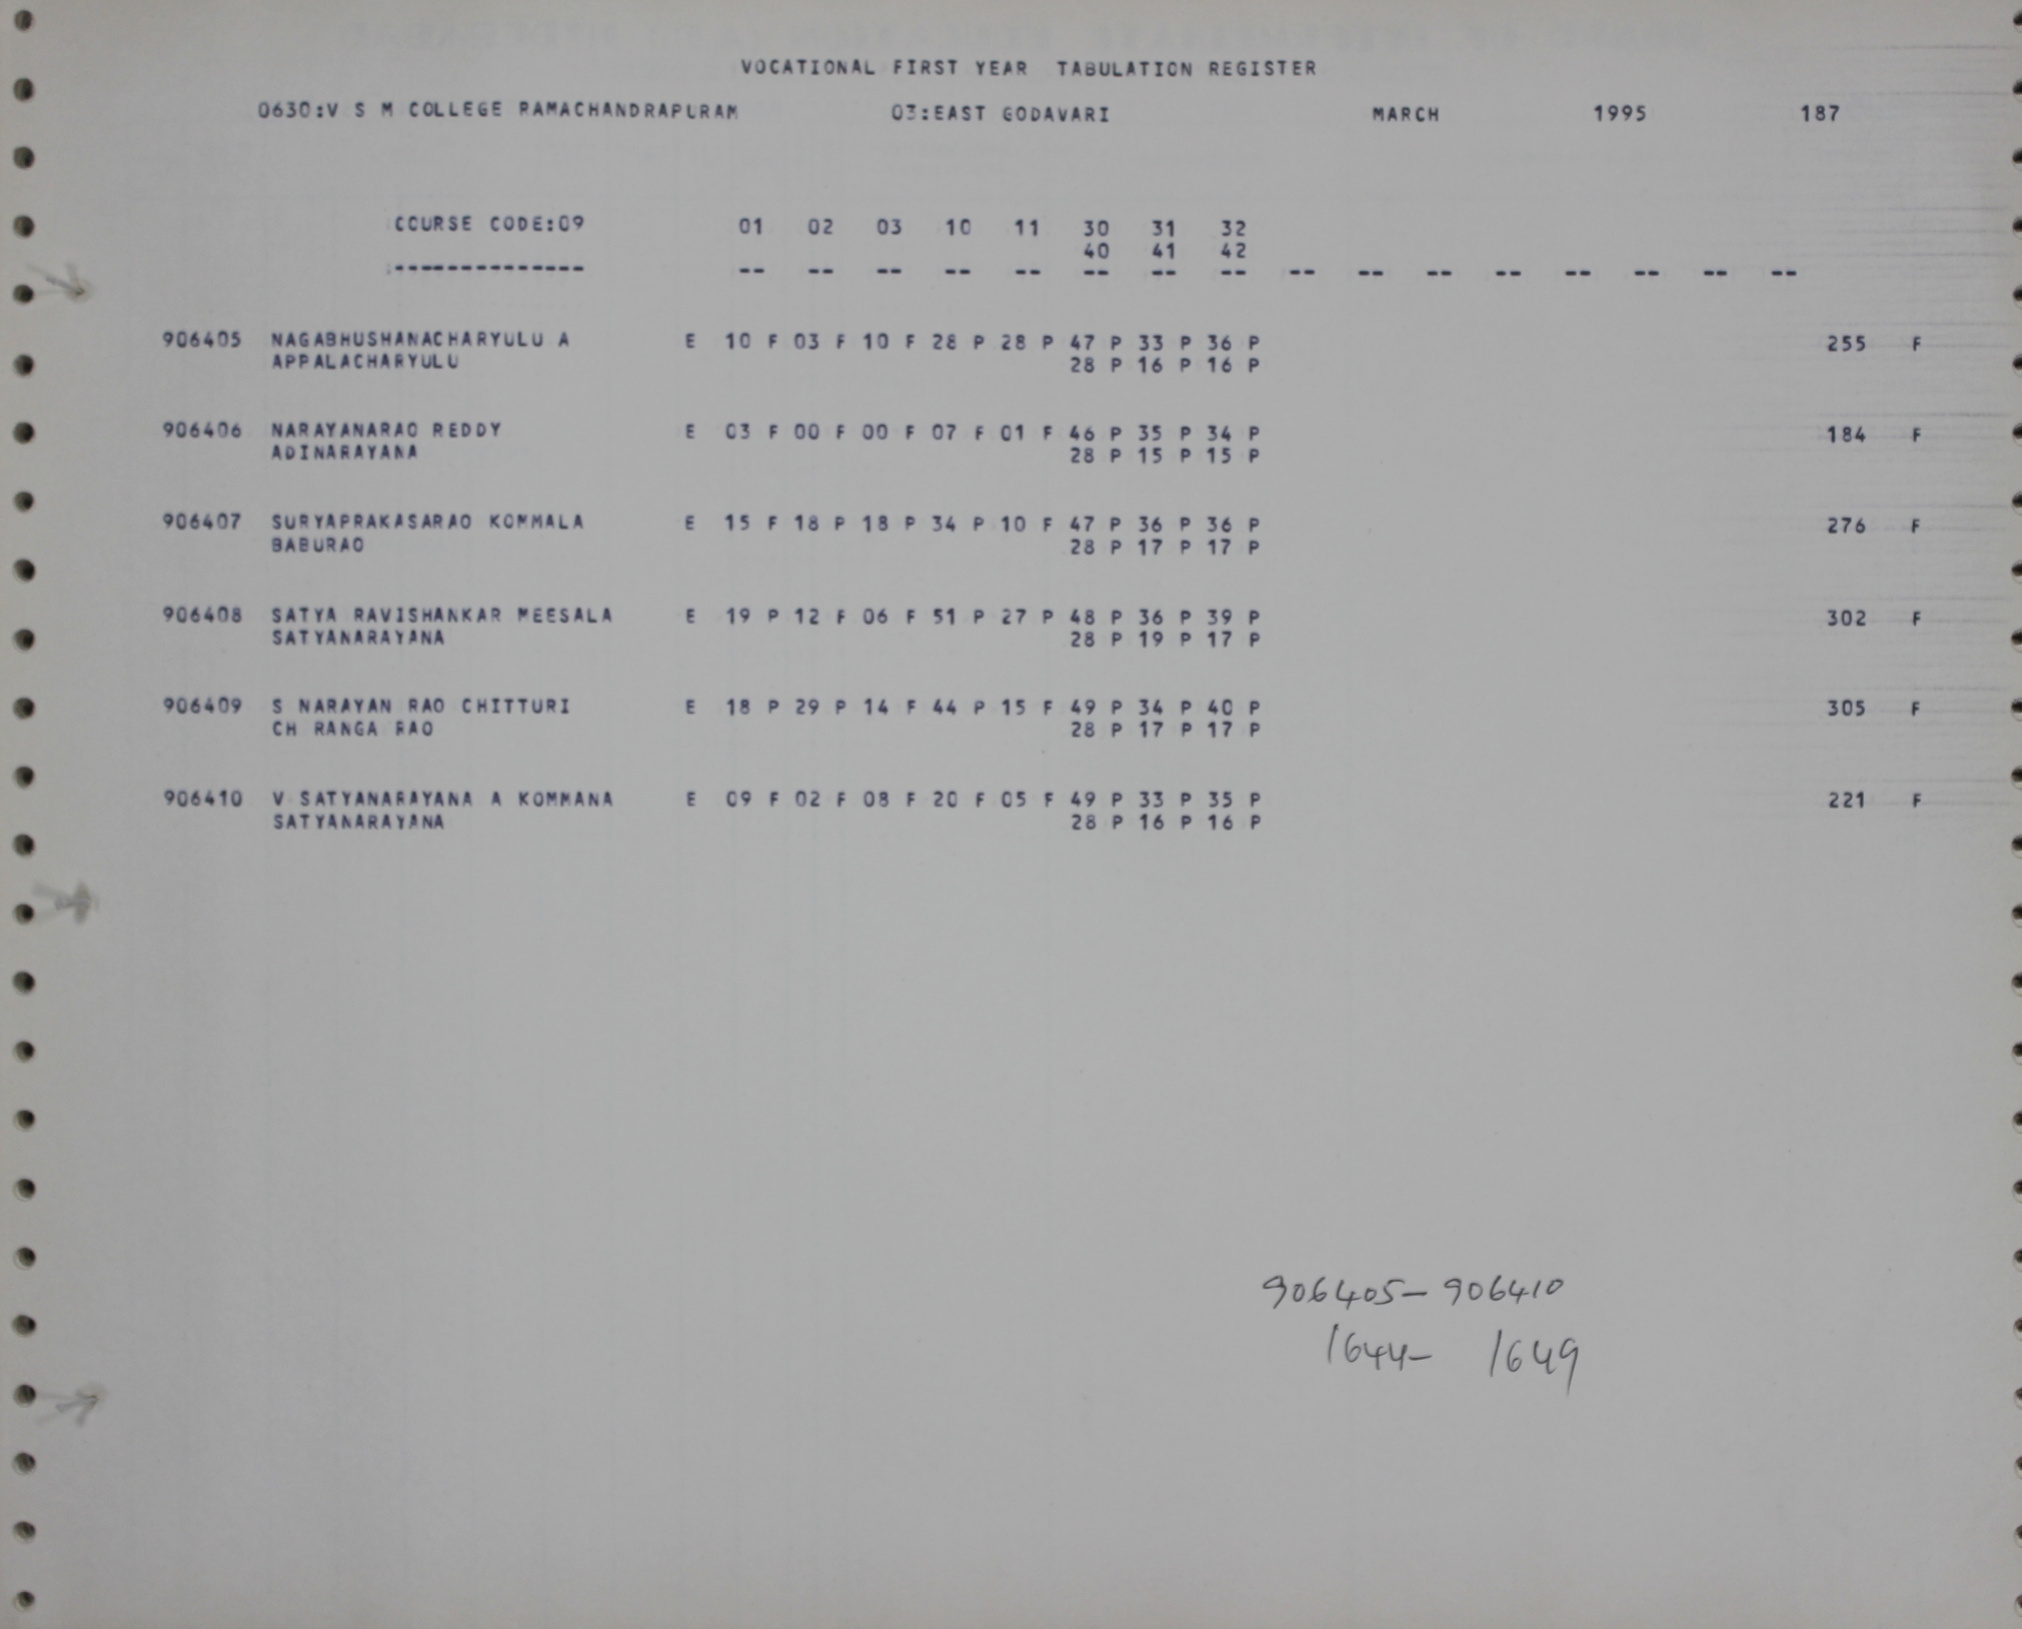 VOCATIONAL FIRST YEAR TABULATION REGISTER
0630:V S M COLLEGE RAMACHANDRAPURAM 03:EAST GODAVARI MARCH 1995 187
COURSE CODE:09 01 02 03 10 11 30 31 32
40 41 42
-------------- -- -- -- -- -- -- -- -- -- -- -- -- -- -- -- --
906405 NAGABHUSHANACHARYULU A E 10 F 03 F 10 F 28 P 28 P 47 P 33 P 36 P 255 F
APPALACHARYULU 28 P 16 P 16 P
906406 NARAYANARAO REDDY E 03 F 00 F 00 F 07 F 01 F 46 P 35 P 34 P 184 F
ADINARAYANA 28 P 15 P 15 P
906407 SURYAPRAKASARAO KOMMALA E 15 F 18 P 18 P 34 P 10 F 47 P 36 P 36 P 276 F
BABURAO 28 P 17 P 17 P
906408 SATYA RAVISHANKAR MEESALA E 19 P 12 F 06 F 51 P 27 P 48 P 36 P 39 P 302 F
SATYANARAYANA 28 P 19 P 17 P
906409 S NARAYAN RAO CHITTURI E 18 P 29 P 14 F 44 P 15 F 49 P 34 P 40 P 305 F
CH RANGA RAO 28 P 17 P 17 P
906410 V SATYANARAYANA A KOMMANA E 09 F 02 F 08 F 20 F 05 F 49 P 33 P 35 P 221 F
SATYANARAYANA 28 P 16 P 16 P
906405- 906410
1644- 1649